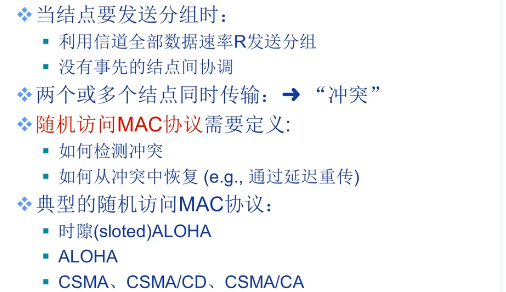 当结点要发送分组时：
利用信道全部数据速率R发送分组
没有事先的结点间协调
两个或多个结点同时传输：➜ “冲突”
随机访问MAC协议需要定义:
如何检测冲突
如何从冲突中恢复 (e.g., 通过延迟重传)
典型的随机访问MAC协议：
时隙(sloted)ALOHA
ALOHA
CSMA、CSMA/CD、CSMA/CA